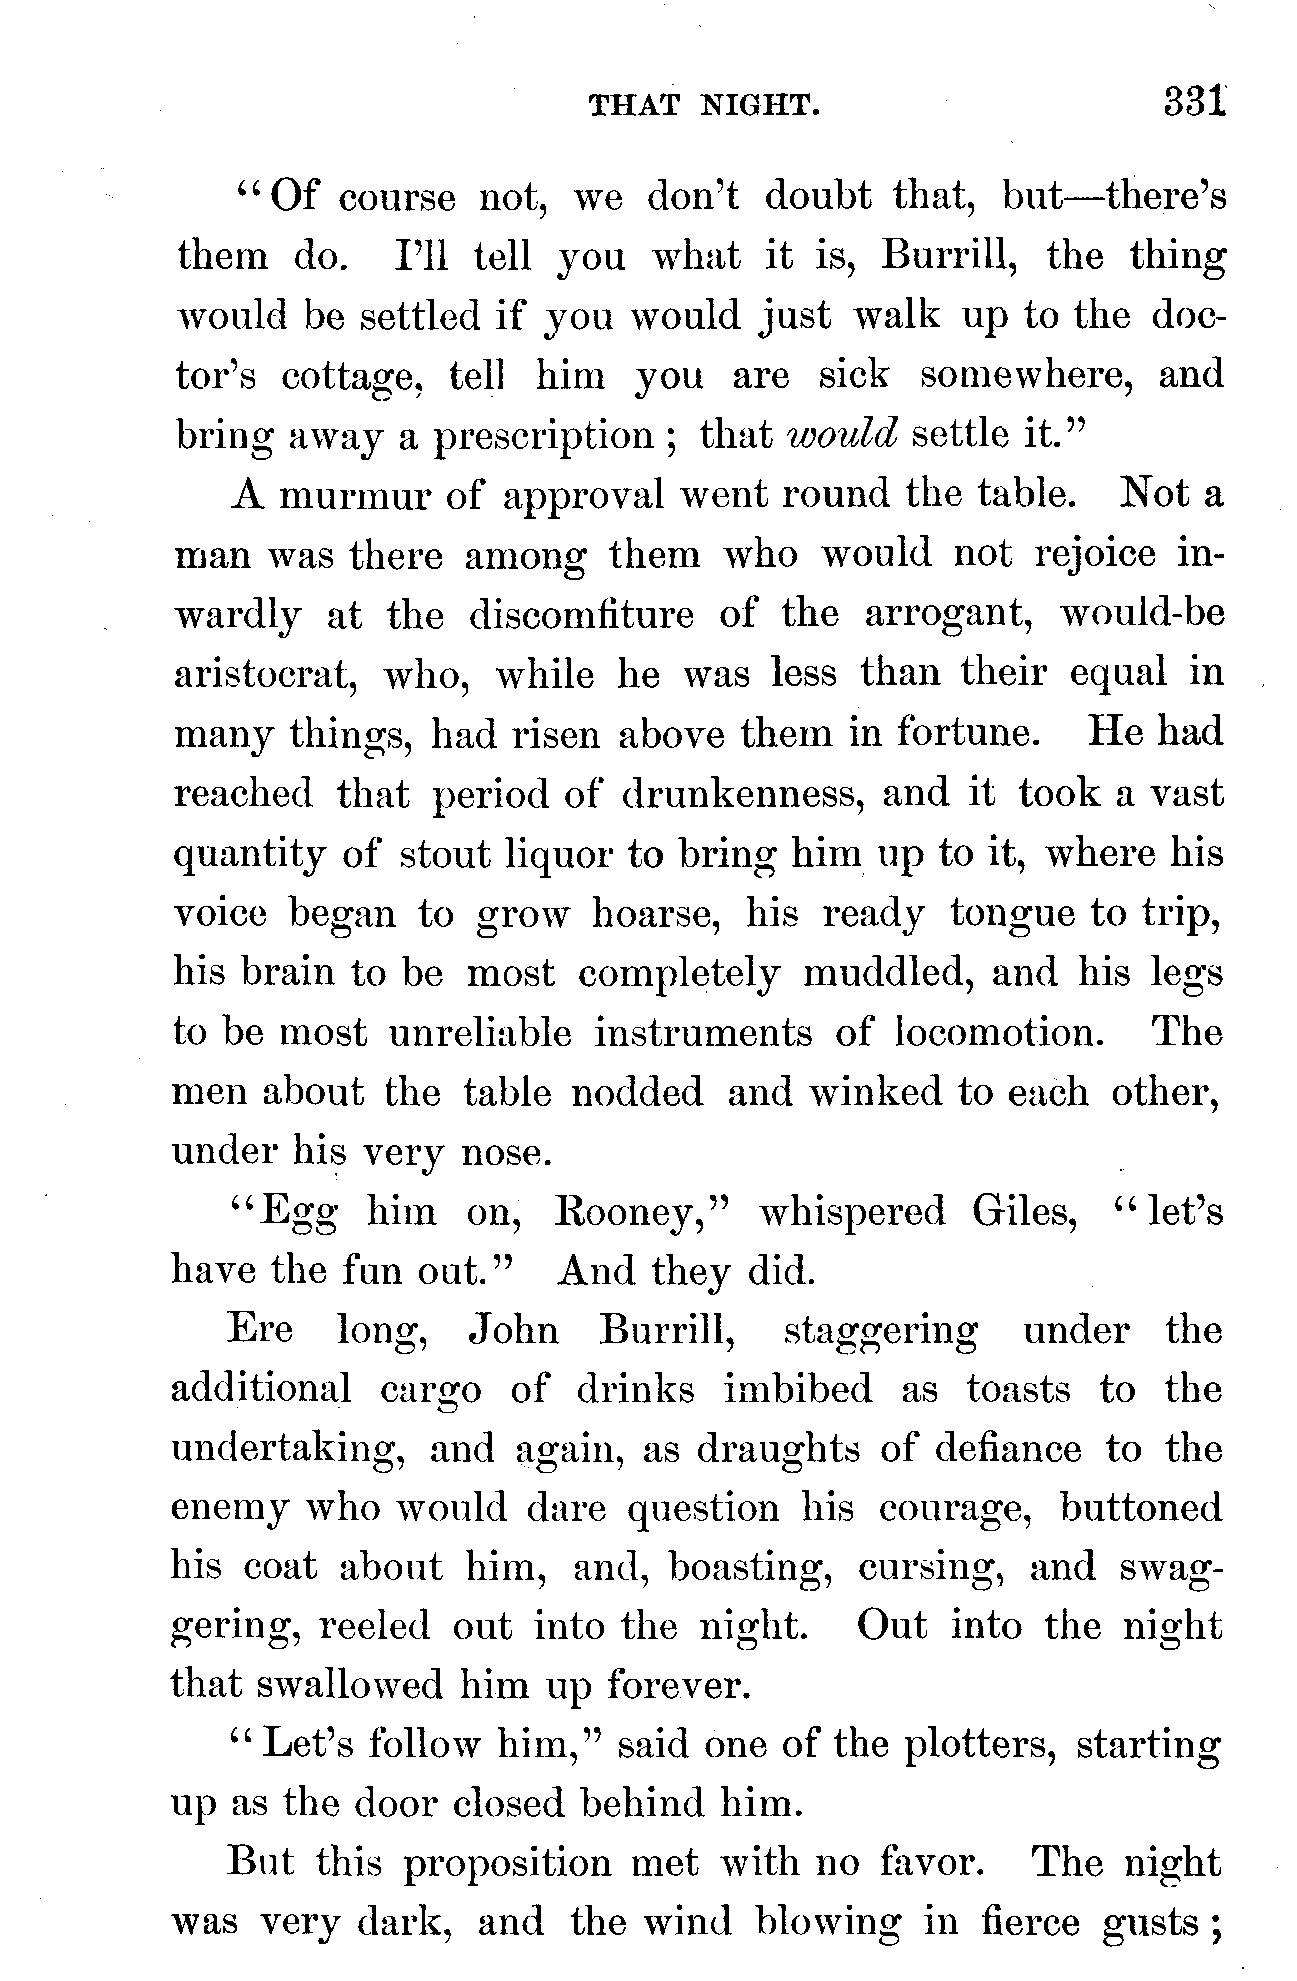 THAT NIGHT. 331
"Of course not, we don't doubt that, but—there's
them do. I'll tell you what it is, Burrill, the thing
would be settled if you would just walk up to the doc-
tor's cottage, tell him you are sick somewhere, and
bring away a prescription ; that would settle it."
A murmur of approval went round the table. Not a
man was there among them who would not rejoice in-
wardly at the discomfiture of the arrogant, would-be
aristocrat, who, while he was less than their equal in
many things, had risen above them in fortune. He had
reached that period of drunkenness, and it took a vast
quantity of stout liquor to bring him up to it, where his
voice began to grow hoarse, his ready tongue to trip,
his brain to be most completely muddled, and his legs
to be most unreliable instruments of locomotion. The
men about the table nodded and winked to each other,
under his very nose.
"Egg him on, Rooney," whispered Giles, "let's
have the fun out." And they did.
Ere long, John Burrill, staggering under the
additional cargo of drinks imbibed as toasts to the
undertaking, and again, as draughts of defiance to the
enemy who would dare question his courage, buttoned
his coat about him, and, boasting, cursing, and swag-
gering, reeled out into the night. Out into the night
that swallowed him up forever.
"Let's follow him," said one of the plotters, starting
up as the door closed behind him.
But this proposition met with no favor. The night
was very dark, and the wind blowing in fierce gusts ;